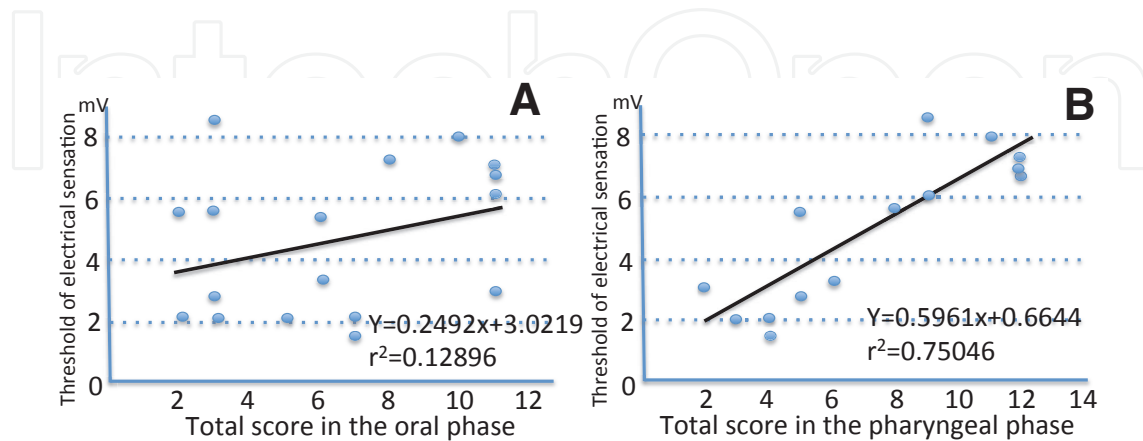 IntechOpen
A
mV
Threshold of electrical sensation
8
6
4
2
0
Y=0.2492x+3.0219
r²=0.12896
2 4 6 8 10 12
Total score in the oral phase
B
mV
Threshold of electrical sensation
8
6
4
2
0
Y=0.5961x+0.6644
r²=0.75046
2 4 6 8 10 12 14
Total score in the pharyngeal phase